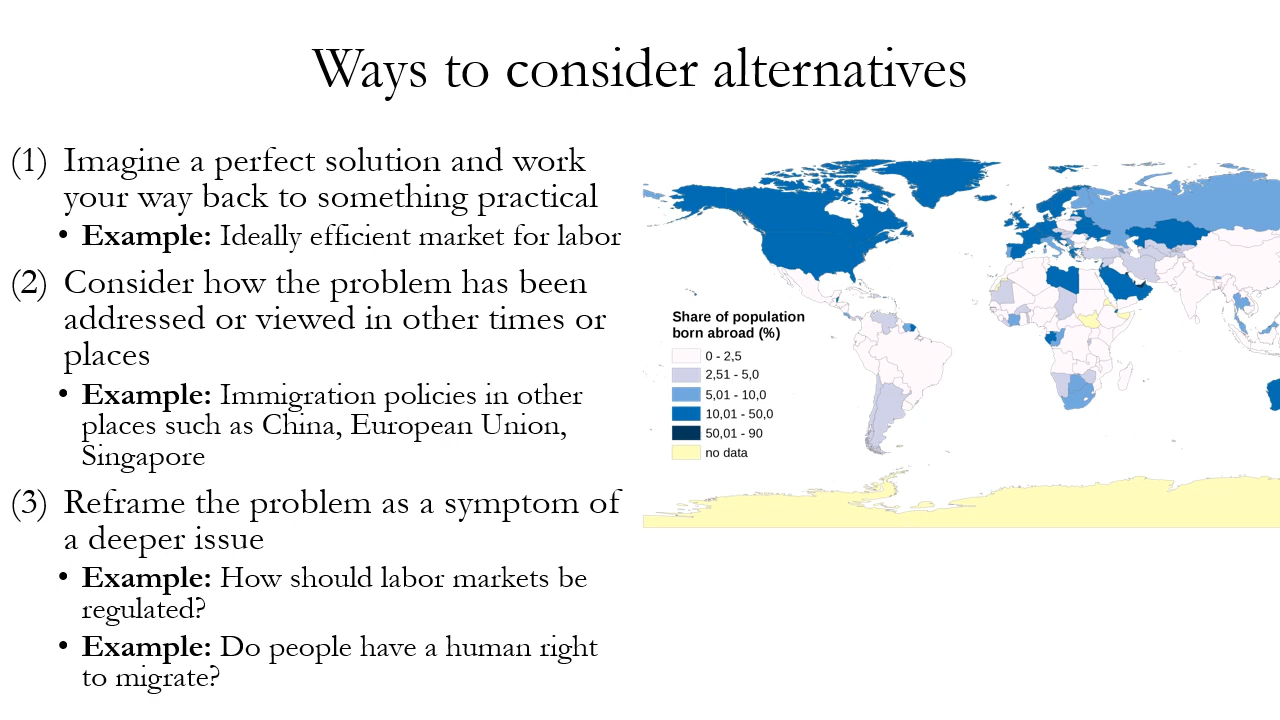 Ways to consider alternatives
(1) Imagine a perfect solution and work
your way back to something practical
• Example: Ideally efficient market for labor
(2) Consider how the problem has been
addressed or viewed in other times or
places
• Example: Immigration policies in other
places such as China, European Union,
Singapore
(3) Reframe the problem as a symptom of
a deeper issue
• Example: How should labor markets be
regulated?
• Example: Do people have a human right
to migrate?
Share of population
born abroad (%)
0 - 2,5
2,51 - 5,0
5,01 - 10,0
10,01 - 50,0
50,01 - 90
no data